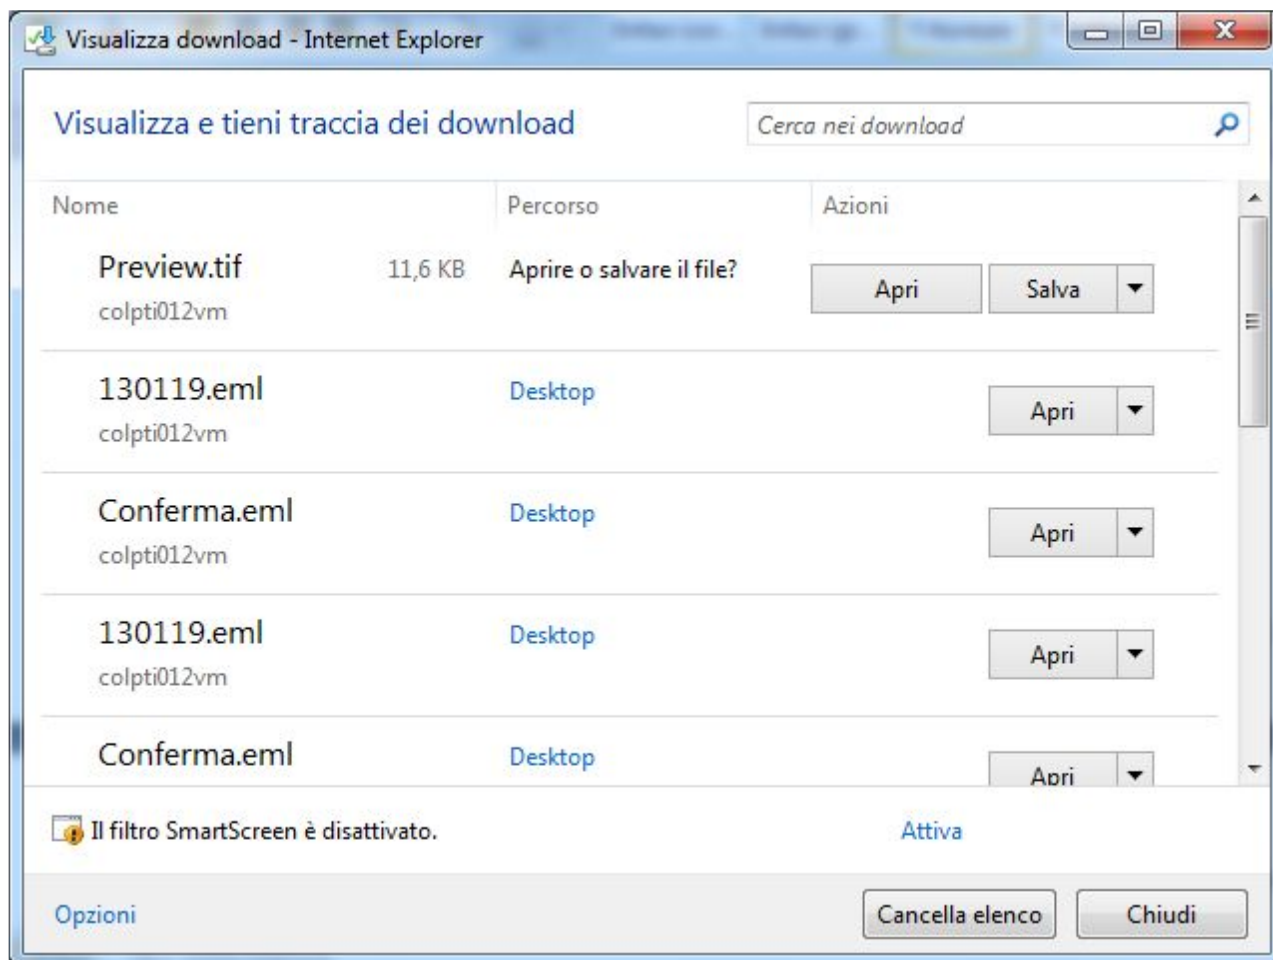 Visualizza download - Internet Explorer
Visualizza e tieni traccia dei download
Cerca nei download
Nome Percorso Azioni
Preview.tif 11,6 KB Aprire o salvare il file? Apri Salva
colpti012vm
130119.eml Desktop Apri
colpti012vm
Conferma.eml Desktop Apri
colpti012vm
130119.eml Desktop Apri
colpti012vm
Conferma.eml Desktop Apri
Il filtro SmartScreen è disattivato. Attiva
Opzioni Cancella elenco Chiudi